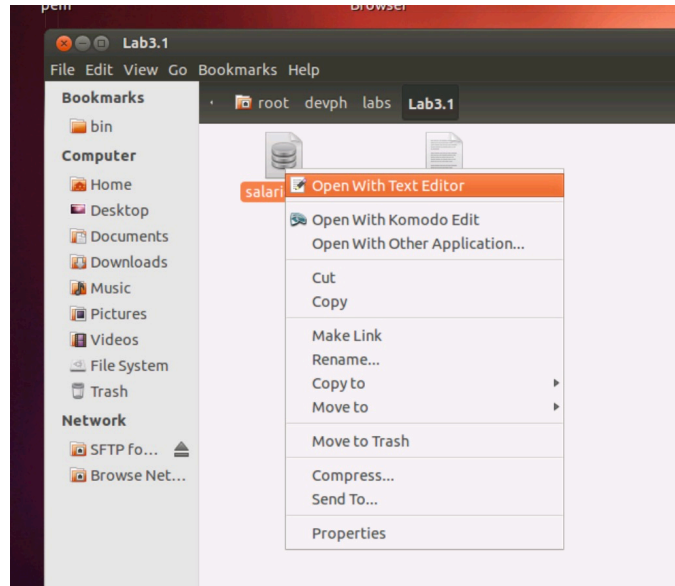 Browser
Lab3.1
File Edit View Go Bookmarks Help
Bookmarks
root devph labs Lab3.1
bin
Computer
Home
Desktop
Documents
Downloads
Music
Pictures
Videos
File System
Trash
Network
SFTP fo...
Browse Net...
salari
Open With Text Editor
Open With Komodo Edit
Open With Other Application...
Cut
Copy
Make Link
Rename...
Copy to
Move to
Move to Trash
Compress...
Send To...
Properties